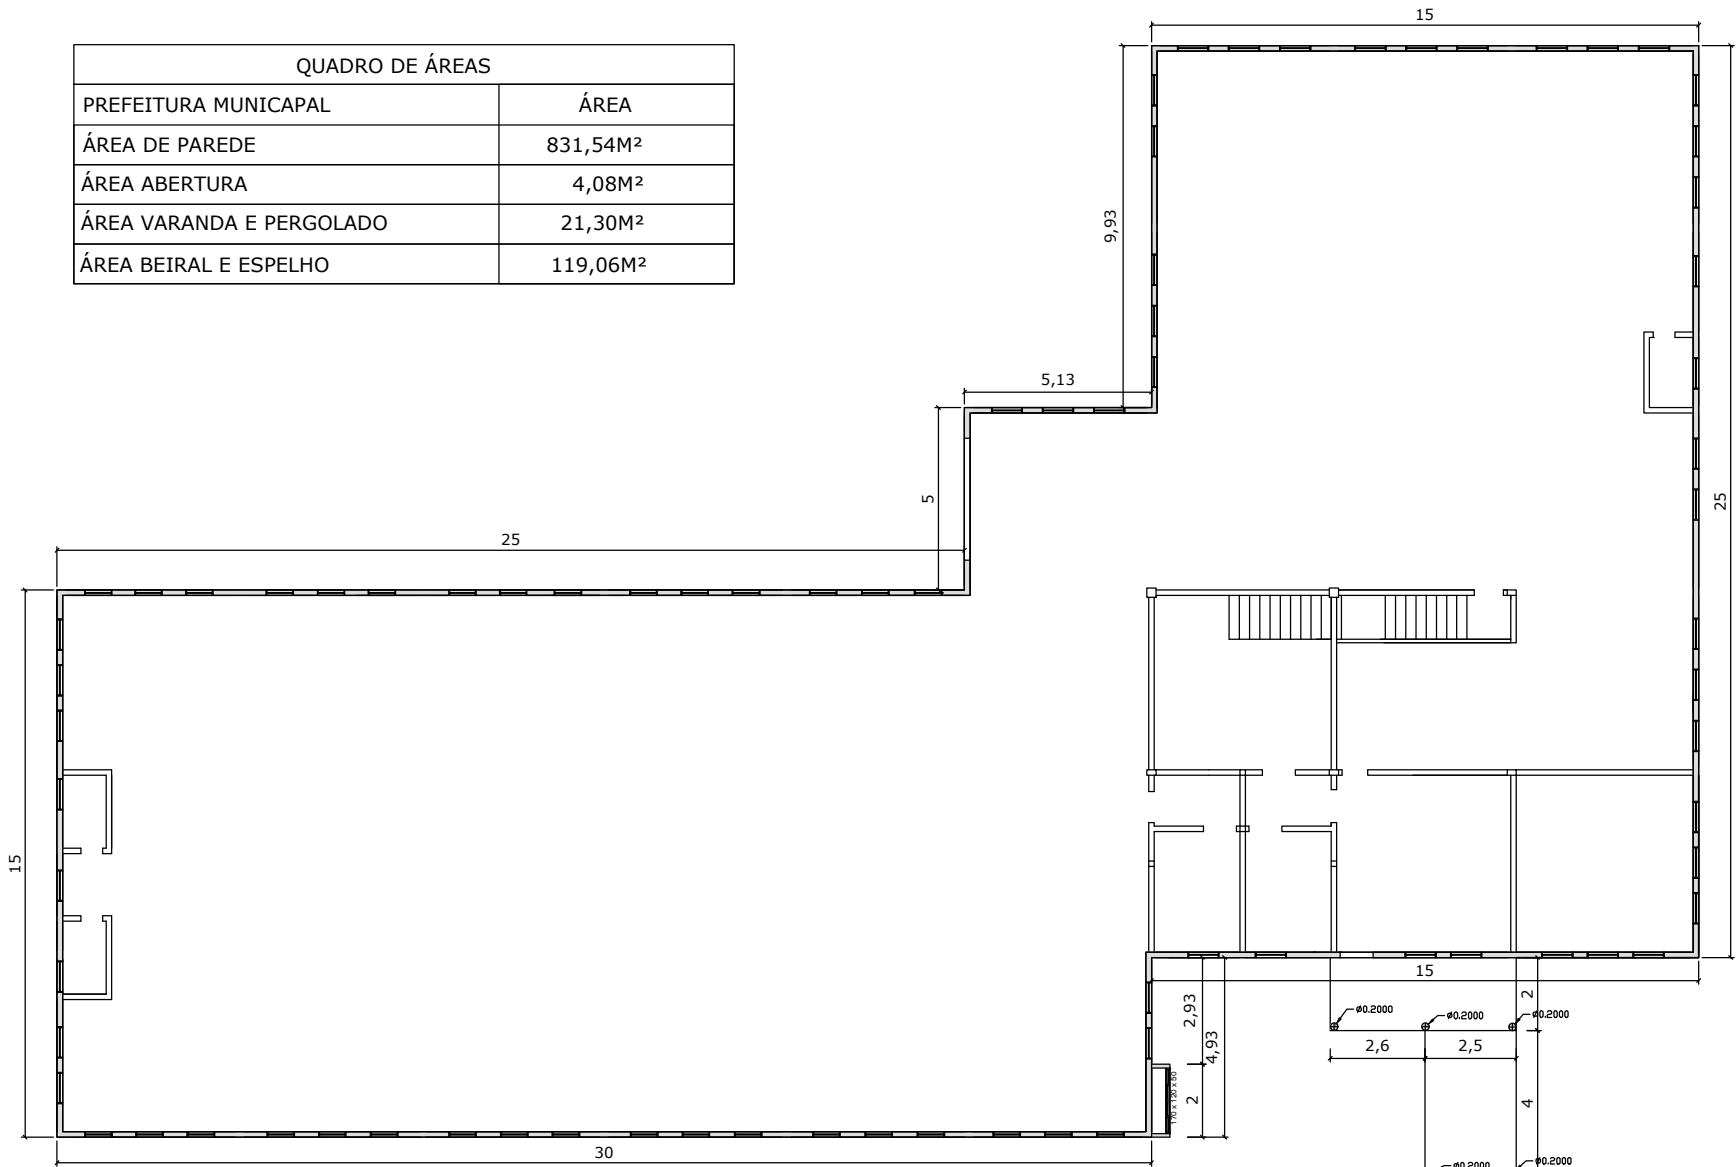 15
QUADRO DE ÁREAS
PREFEITURA MUNICAPAL ÁREA
ÁREA DE PAREDE 831,54M²
ÁREA ABERTURA 4,08M²
ÁREA VARANDA E PERGOLADO 21,30M²
ÁREA BEIRAL E ESPELHO 119,06M²
9,93
5,13
5
25
25
15
15
2,93
4,93
2
ø0.2000
ø0.2000
ø0.2000
2,6
2,5
170 x 120 x 50
2
4
30
ø0.2000
ø0.2000